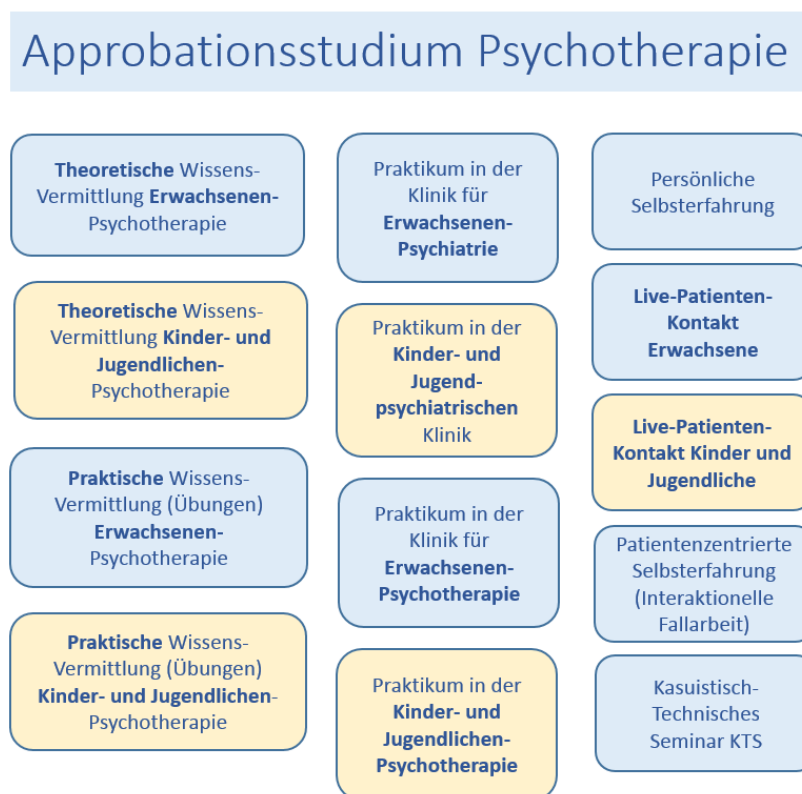 Approbationsstudium Psychotherapie
Theoretische Wissens-
Vermittlung Erwachsenen-
Psychotherapie
Theoretische Wissens-
Vermittlung Kinder- und
Jugendlichen-
Psychotherapie
Praktische Wissens-
Vermittlung (Übungen)
Erwachsenen-
Psychotherapie
Praktische Wissens-
Vermittlung (Übungen)
Kinder- und Jugendlichen-
Psychotherapie
Praktikum in der
Klinik für
Erwachsenen-
Psychiatrie
Praktikum in der
Kinder- und
Jugend-
psychiatrischen
Klinik
Praktikum in der
Klinik für
Erwachsenen-
Psychotherapie
Praktikum in der
Kinder- und
Jugendlichen-
Psychotherapie
Persönliche
Selbsterfahrung
Live-Patienten-
Kontakt
Erwachsene
Live-Patienten-
Kontakt Kinder und
Jugendliche
Patientenzentrierte
Selbsterfahrung
(Interaktionelle
Fallarbeit)
Kasuistisch-
Technisches
Seminar KTS